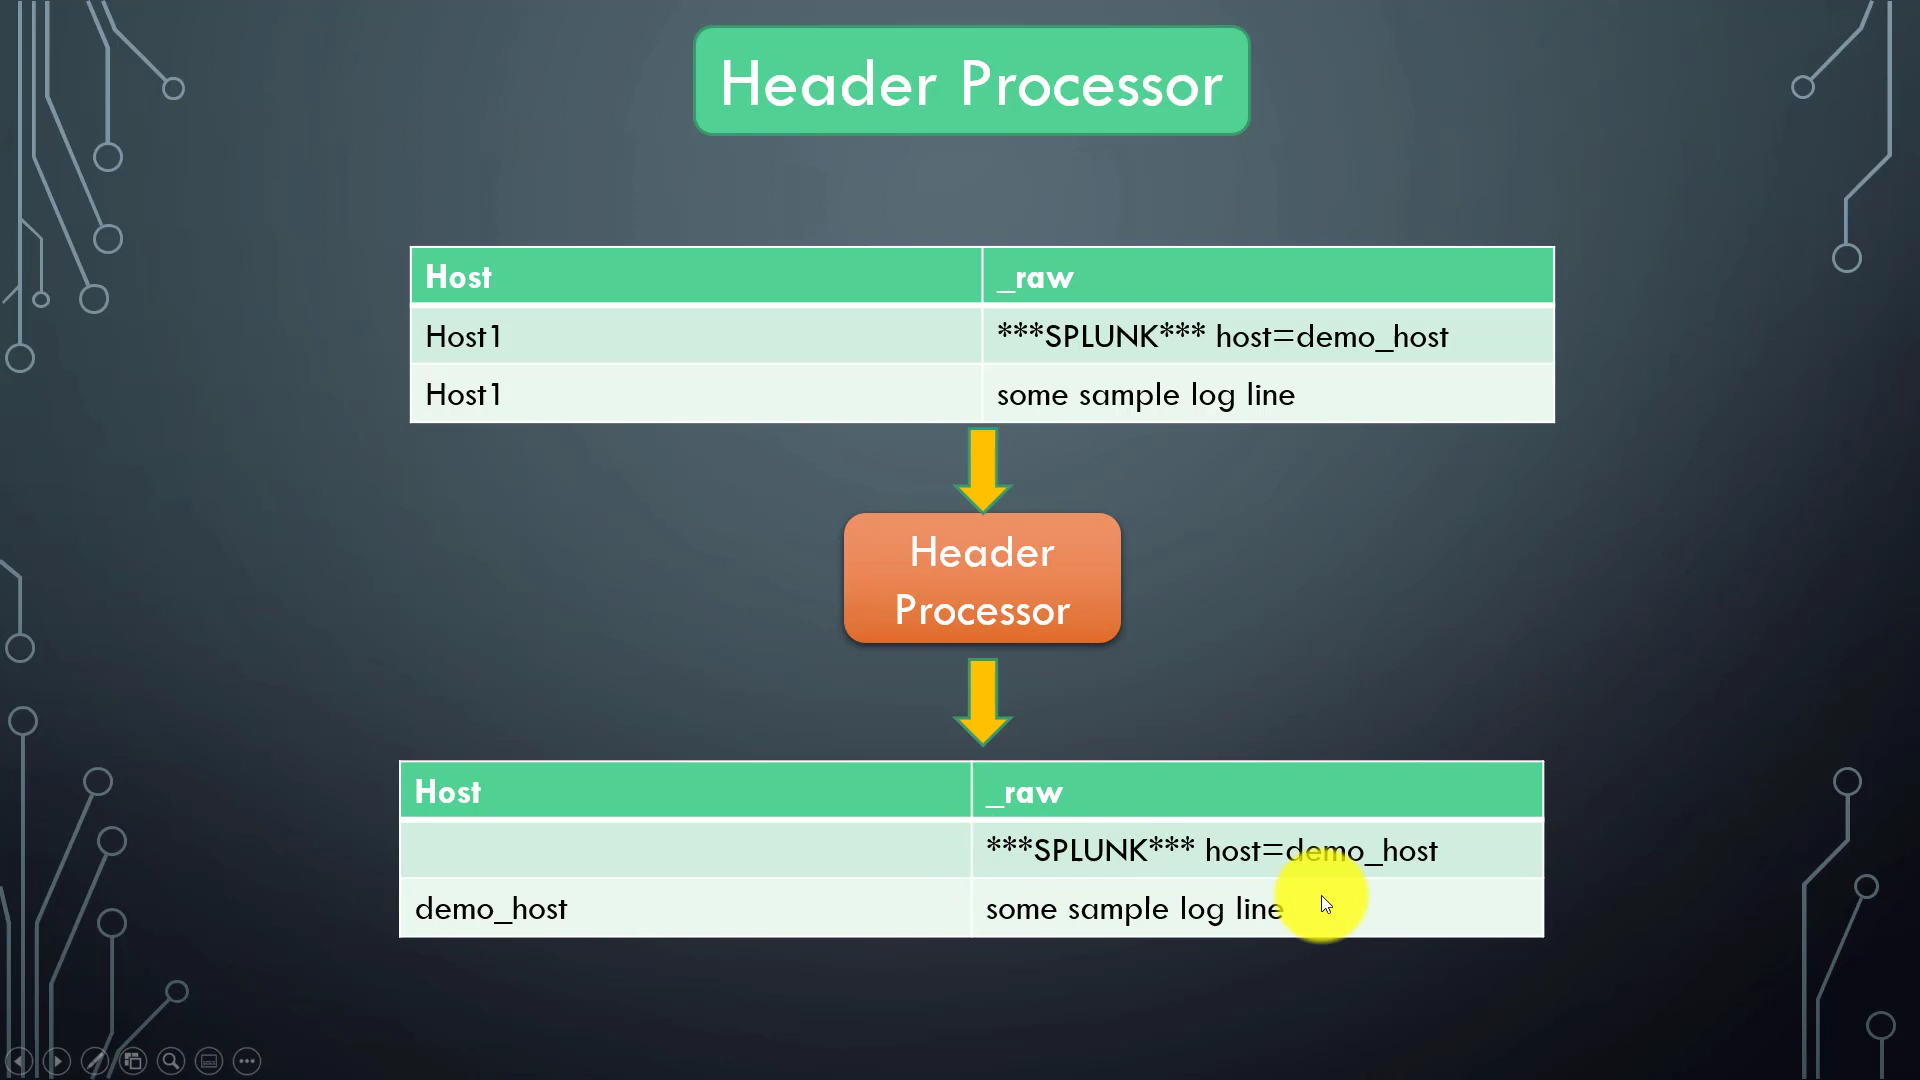 Header Processor
Host _raw
Host1 ***SPLUNK*** host=demo_host
Host1 some sample log line
Header
Processor
Host _raw
***SPLUNK*** host=demo_host
demo_host some sample log line